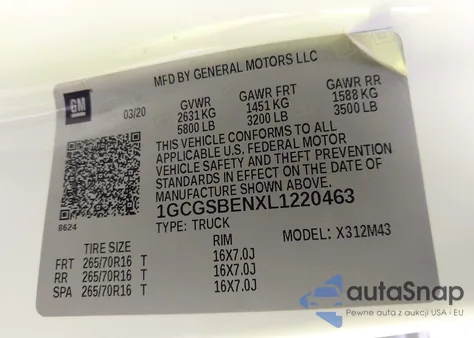 MFD BY GENERAL MOTORS LLC
GM
03/20
GVWR GAWR FRT GAWR RR
2631 KG 1451 KG 1588 KG
5800 LB 3200 LB 3500 LB
THIS VEHICLE CONFORMS TO ALL
APPLICABLE U.S. FEDERAL MOTOR
VEHICLE SAFETY AND THEFT PREVENTION
STANDARDS IN EFFECT ON THE DATE OF
MANUFACTURE SHOWN ABOVE.
1GCGSBENXL1220463
8624
TYPE: TRUCK MODEL: X312M43
TIRE SIZE RIM
FRT 265/70R16 T 16X7.0J
RR 265/70R16 T 16X7.0J
SPA 265/70R16 T 16X7.0J
autoSnap
Pewne auta z aukcji USA i EU